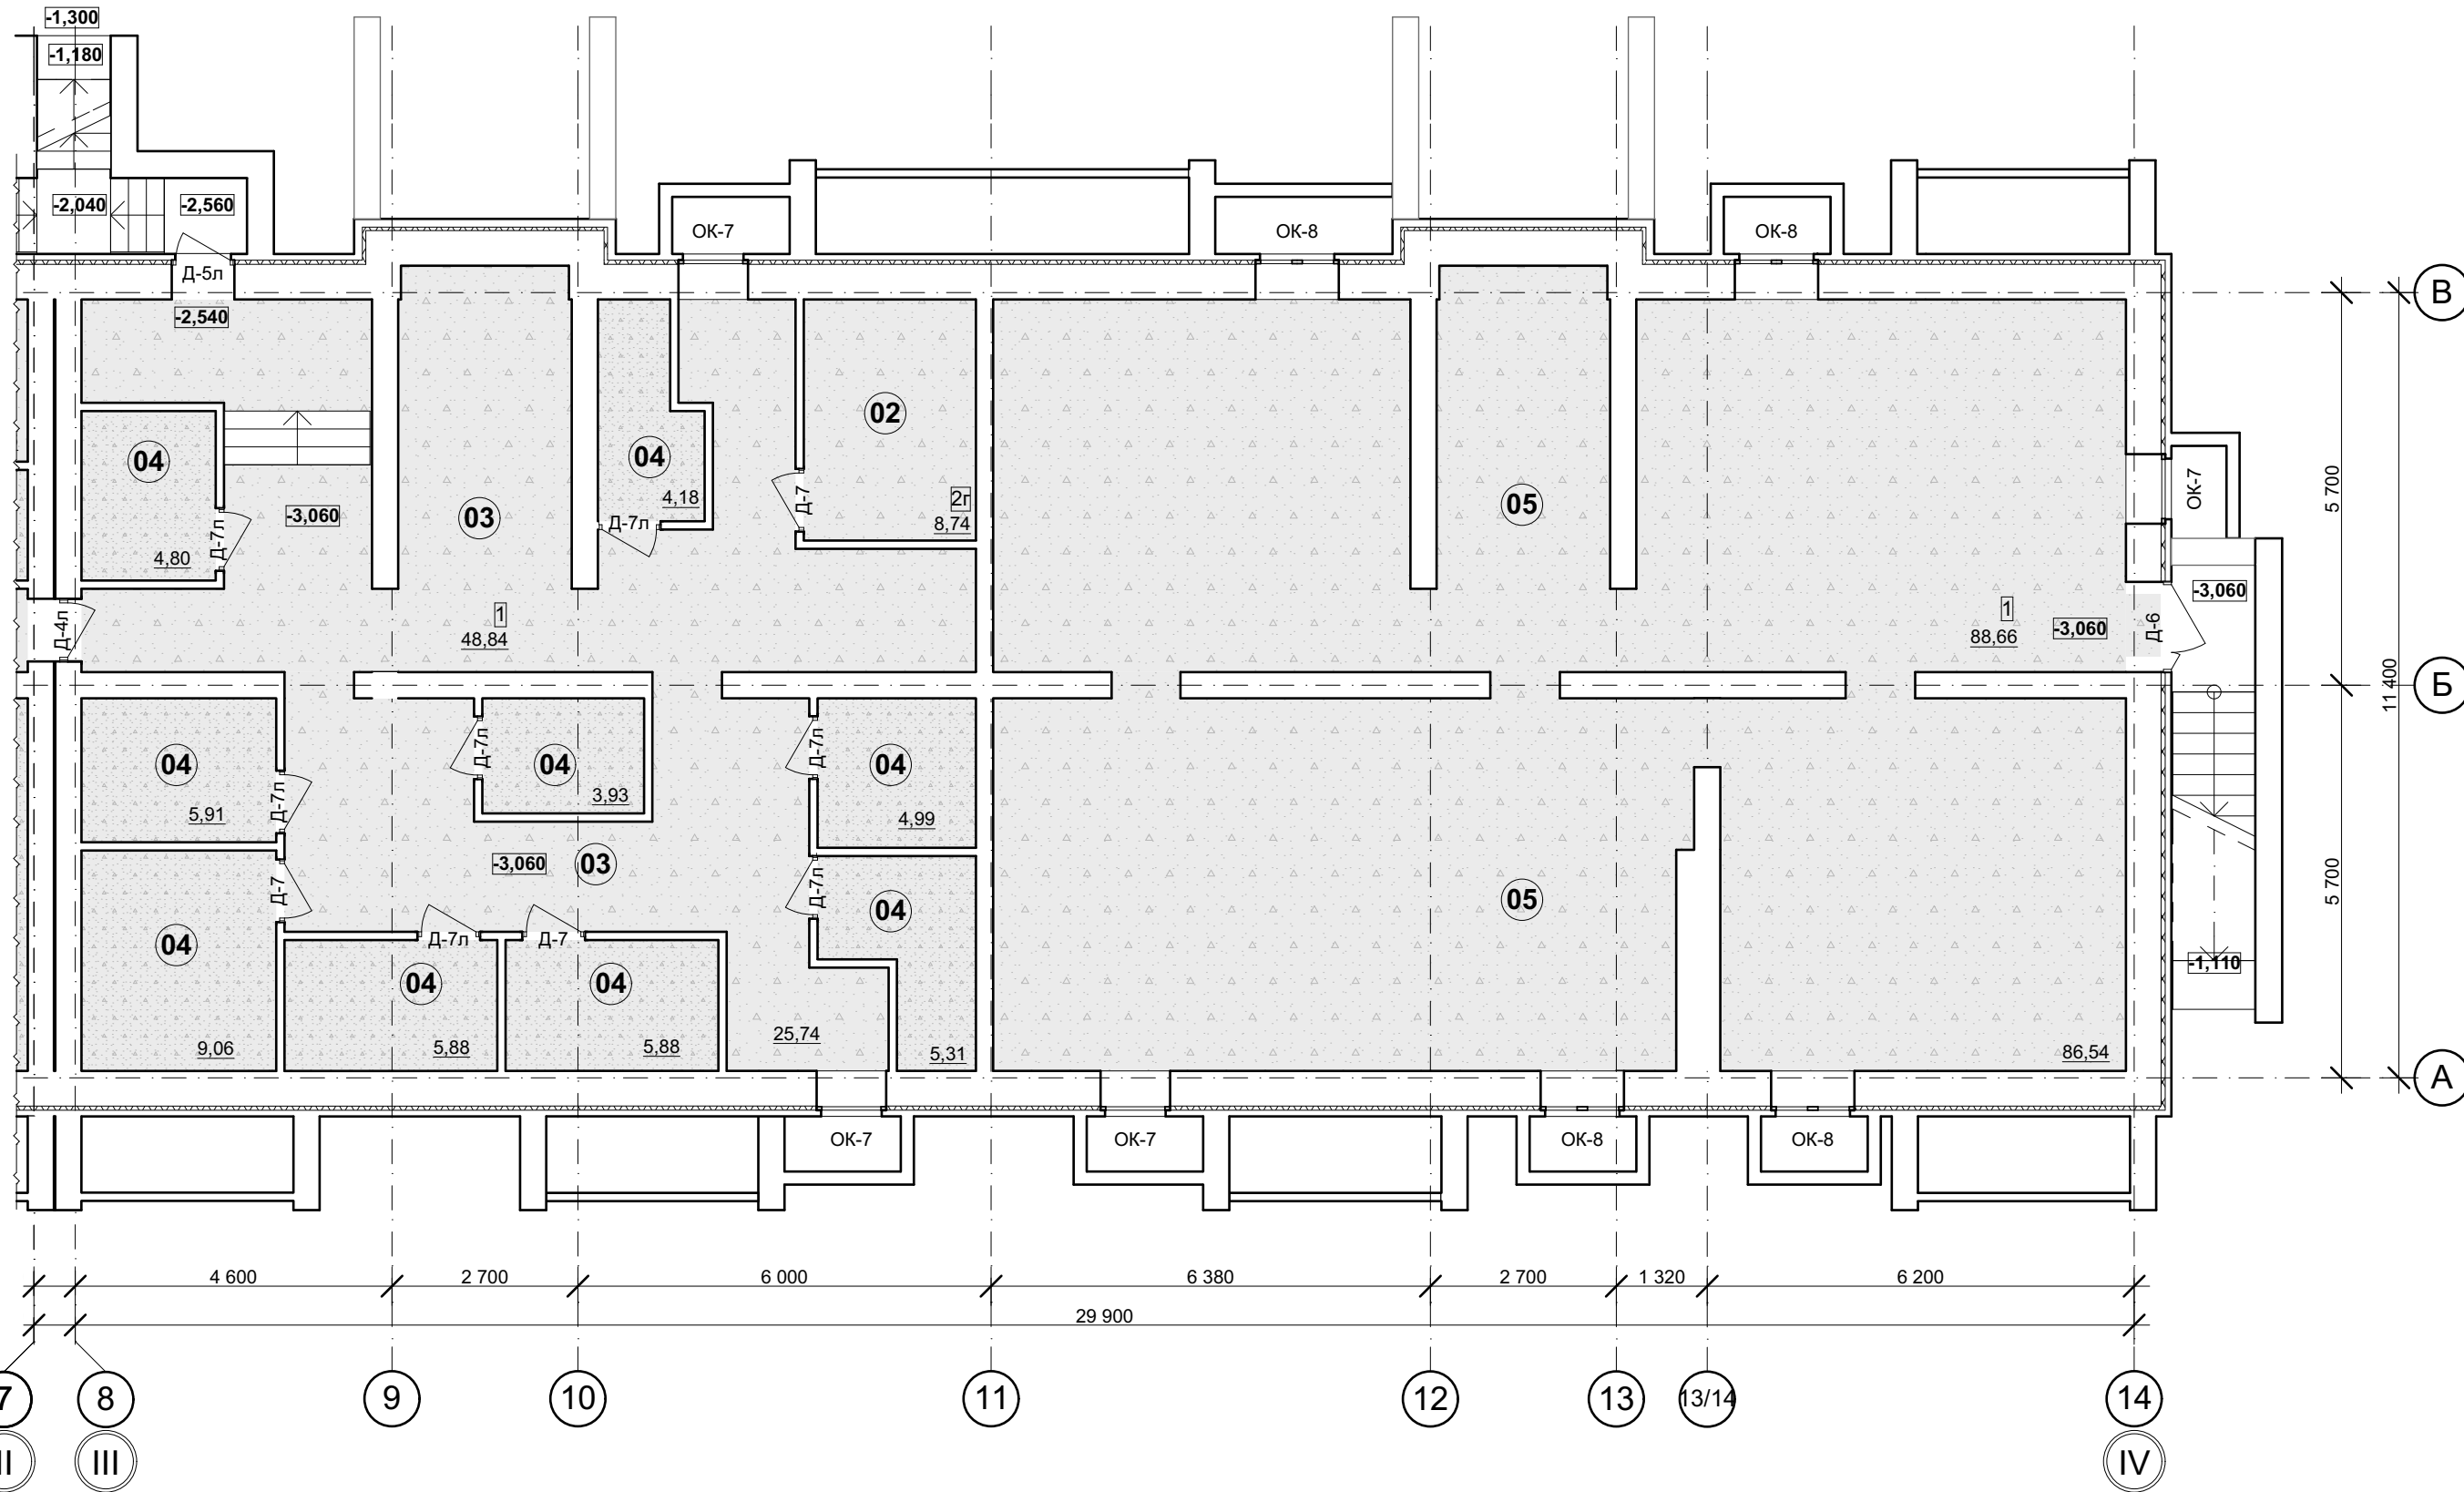 -1,300
-1,180
-2,040
-2,560
ОК-7
ОК-8
ОК-8
Д-5л
-2,540
В
04
02
04
4,18
2г
8,74
Д-7
ОК-7
5 700
-3,060
03
05
Д-7л
Д-7л
4,80
-3,060
1
48,84
Д-4л
1
88,66
-3,060
Д-6
11 400
Б
04
5,91
Д-7л
Д-7л
04
3,93
Д-7л
04
4,99
-3,060
03
Д-7
Д-7л
04
05
5 700
04
9,06
Д-7л
Д-7
04
5,88
04
5,88
25,74
5,31
86,54
-1,110
А
ОК-7
ОК-7
ОК-8
ОК-8
4 600
2 700
6 000
6 380
2 700
1 320
6 200
29 900
7
8
9
10
11
12
13
13/14
14
II
III
IV